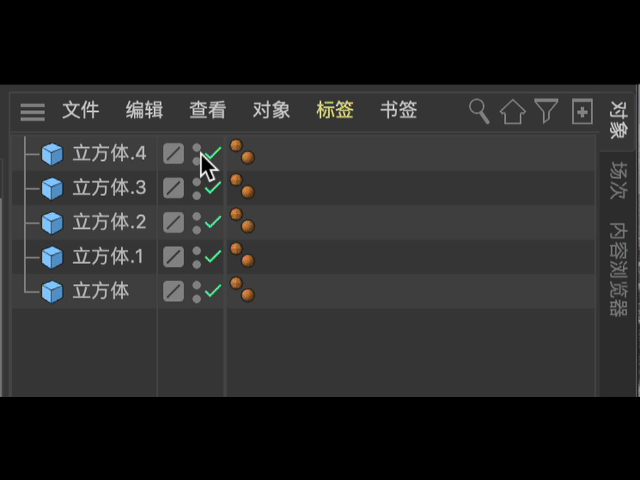 文件 编辑 查看 对象 标签 书签
立方体.4
立方体.3
立方体.2
立方体.1
立方体
对象
场次
内容浏览器